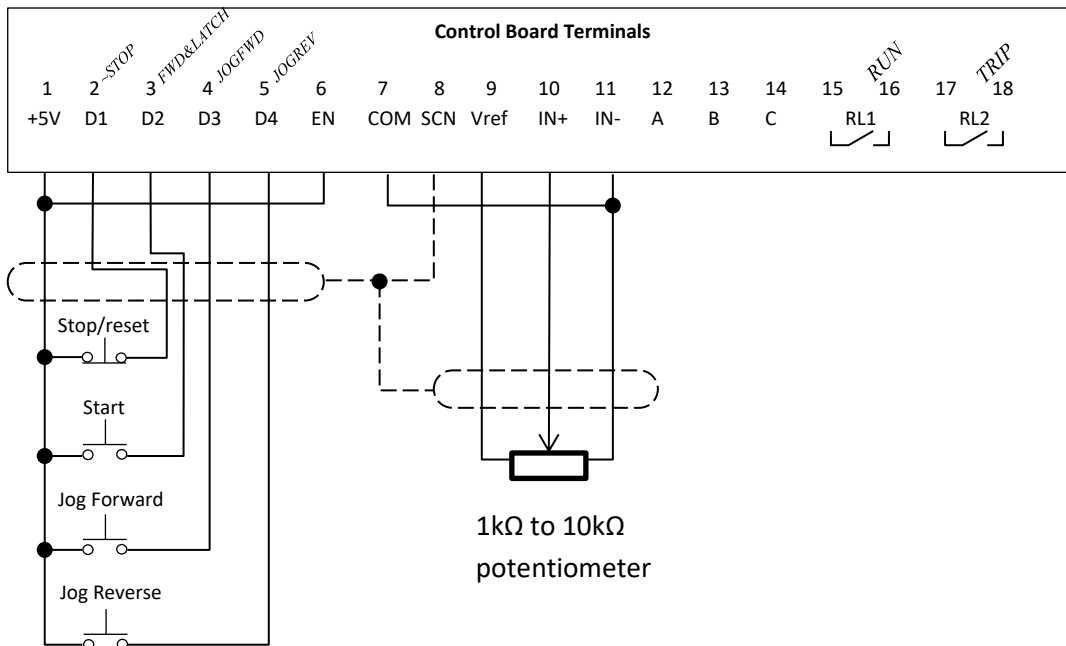 Control Board Terminals
~STOP FWD&LATCH JOGFWD JOGREV RUN TRIP
1 2 3 4 5 6 7 8 9 10 11 12 13 14 15 16 17 18
+5V D1 D2 D3 D4 EN COM SCN Vref IN+ IN- A B C RL1 RL2
Stop/reset
Start
Jog Forward
Jog Reverse
1kΩ to 10kΩ
potentiometer